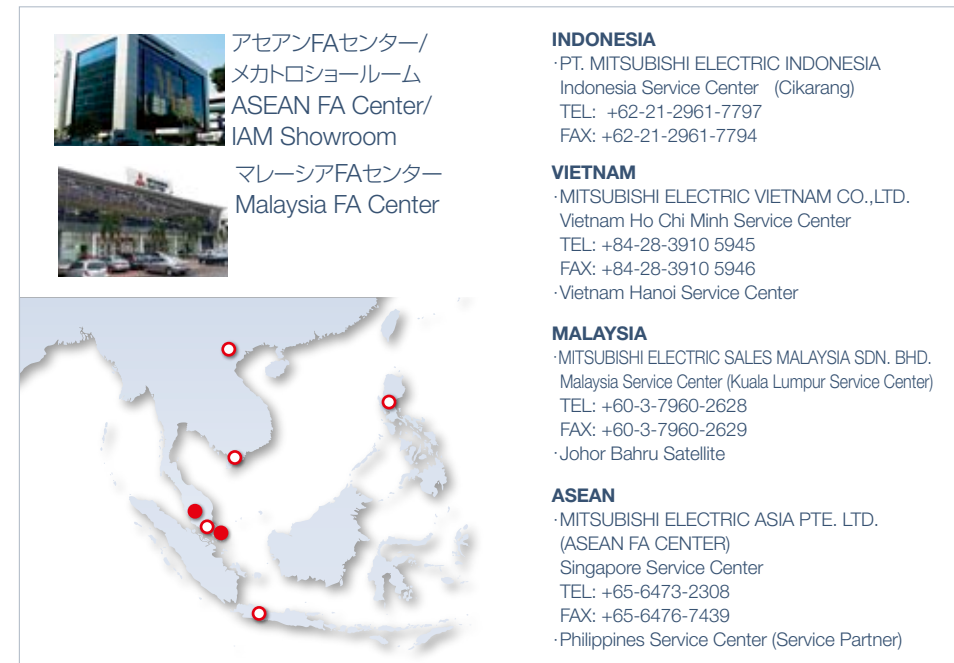 アセアンFAセンター/
メカトロショールーム
ASEAN FA Center/
IAM Showroom
マレーシアFAセンター
Malaysia FA Center
INDONESIA
·PT. MITSUBISHI ELECTRIC INDONESIA
Indonesia Service Center (Cikarang)
TEL: +62-21-2961-7797
FAX: +62-21-2961-7794
VIETNAM
·MITSUBISHI ELECTRIC VIETNAM CO.,LTD.
Vietnam Ho Chi Minh Service Center
TEL: +84-28-3910 5945
FAX: +84-28-3910 5946
·Vietnam Hanoi Service Center
MALAYSIA
·MITSUBISHI ELECTRIC SALES MALAYSIA SDN. BHD.
Malaysia Service Center (Kuala Lumpur Service Center)
TEL: +60-3-7960-2628
FAX: +60-3-7960-2629
·Johor Bahru Satellite
ASEAN
·MITSUBISHI ELECTRIC ASIA PTE. LTD.
(ASEAN FA CENTER)
Singapore Service Center
TEL: +65-6473-2308
FAX: +65-6476-7439
·Philippines Service Center (Service Partner)